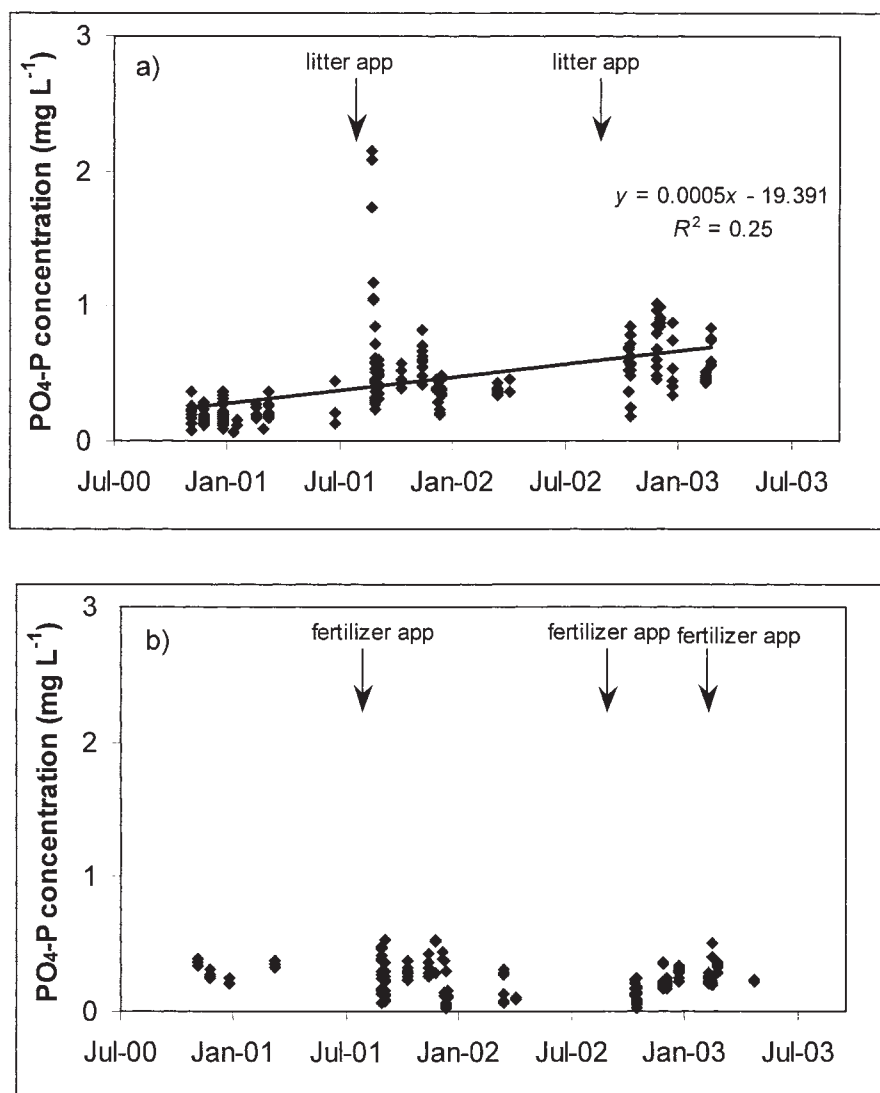 a)
litter app litter app
PO4-P concentration (mg L-1)
3
2
1
0
y = 0.0005x - 19.391
R2 = 0.25
Jul-00 Jan-01 Jul-01 Jan-02 Jul-02 Jan-03 Jul-03
b)
fertilizer app fertilizer app fertilizer app
PO4-P concentration (mg L-1)
3
2
1
0
Jul-00 Jan-01 Jul-01 Jan-02 Jul-02 Jan-03 Jul-03